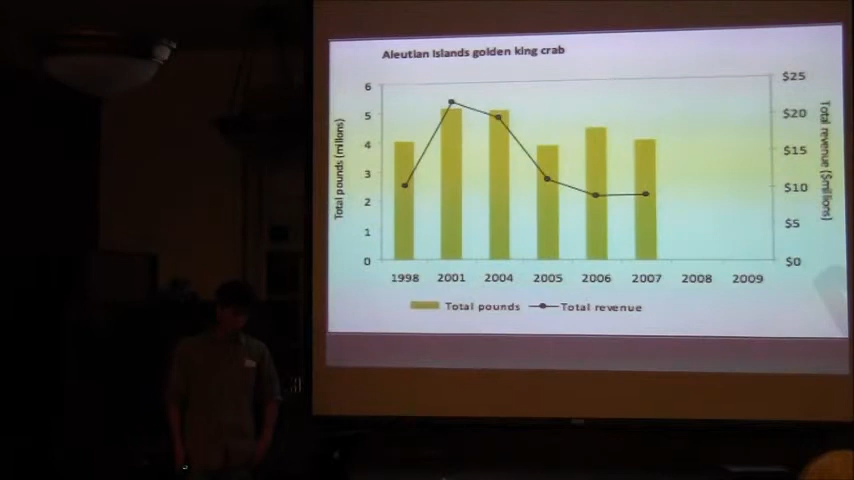 Aleutian Islands golden king crab
6
5
4
3
2
1
0
Total pounds (millons)
$25
$20
$15
$10
$5
$0
Total revenue ($millions)
1998 2001 2004 2005 2006 2007 2008 2009
Total pounds Total revenue